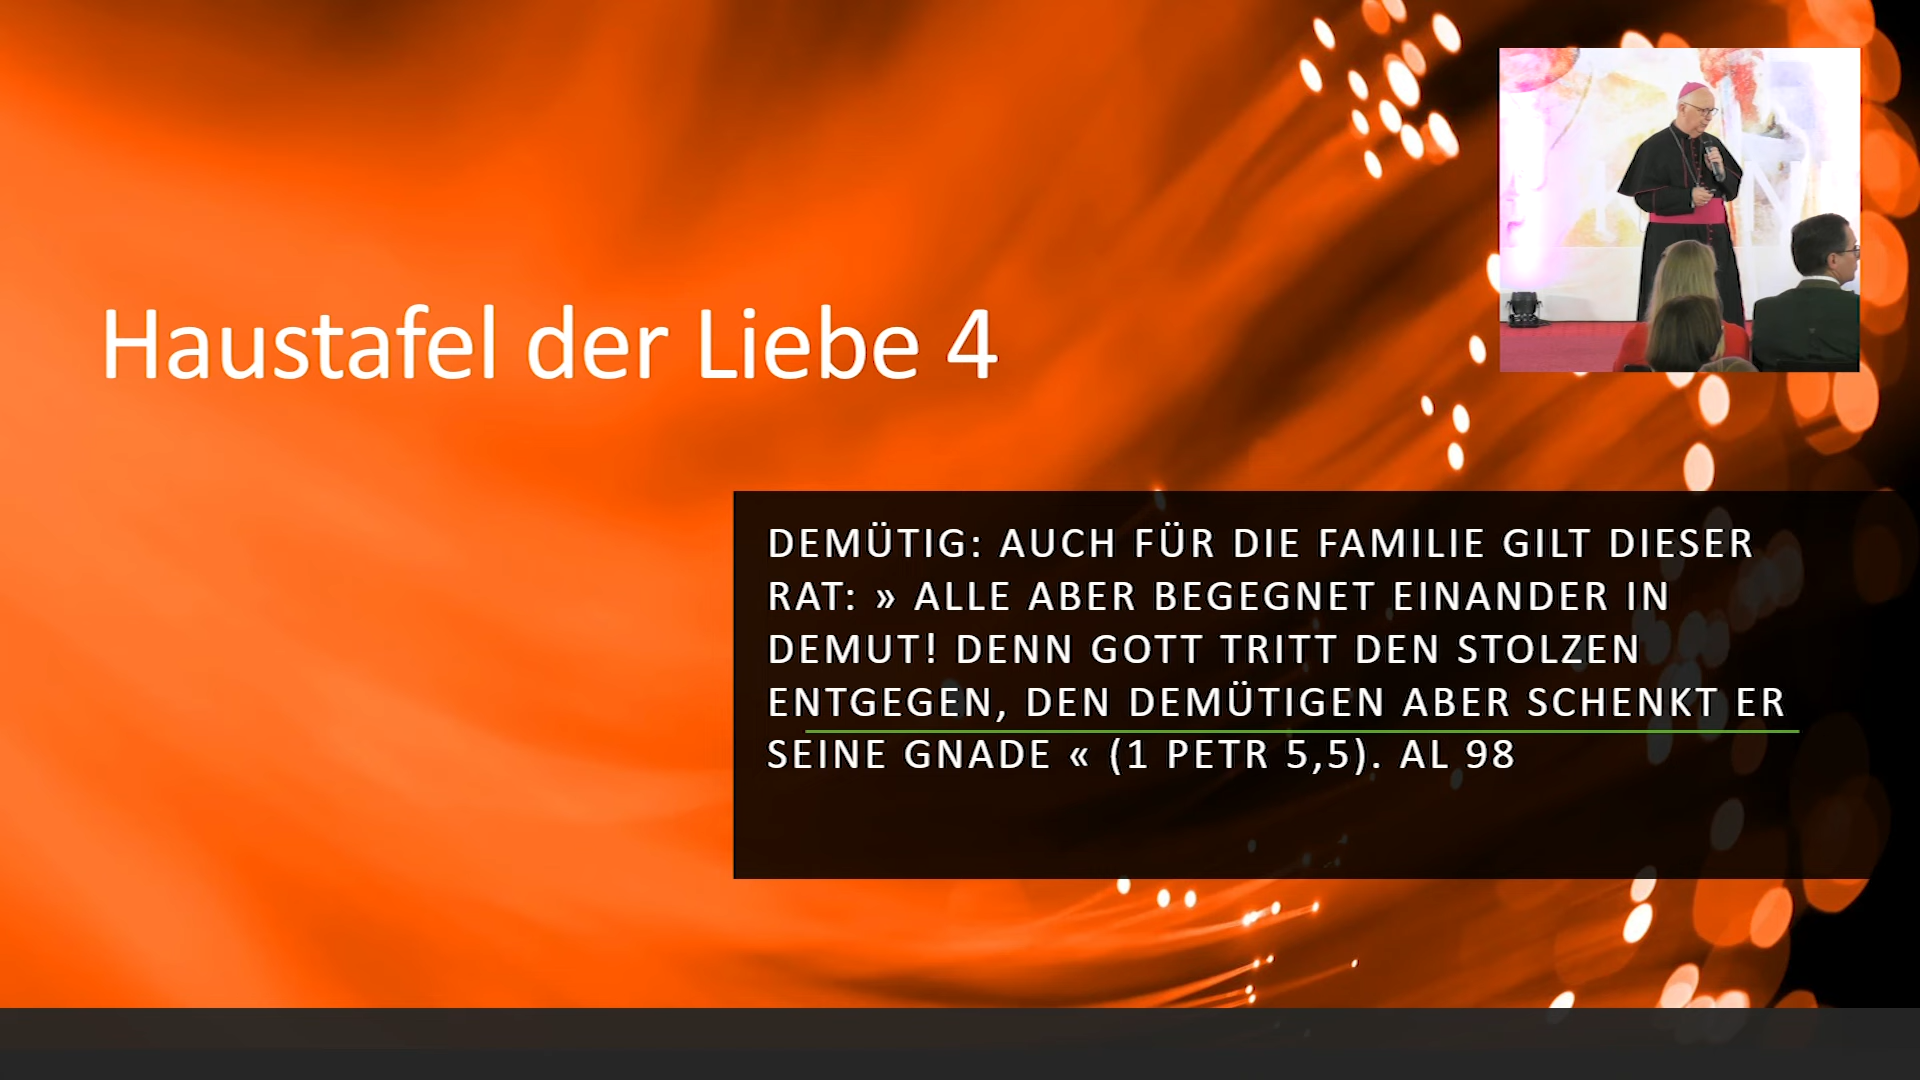 Haustafel der Liebe 4
DEMÜTIG: AUCH FÜR DIE FAMILIE GILT DIESER
RAT: » ALLE ABER BEGEGNET EINANDER IN
DEMUT! DENN GOTT TRITT DEN STOLZEN
ENTGEGEN, DEN DEMÜTIGEN ABER SCHENKT ER
SEINE GNADE « (1 PETR 5,5). AL 98